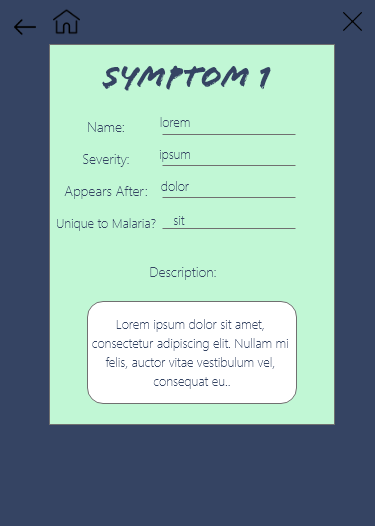 SYMPTOM 1
Name: lorem
Severity: ipsum
Appears After: dolor
Unique to Malaria? sit
Description:
Lorem ipsum dolor sit amet,
consectetur adipiscing elit. Nullam mi
felis, auctor vitae vestibulum vel,
consequat eu..